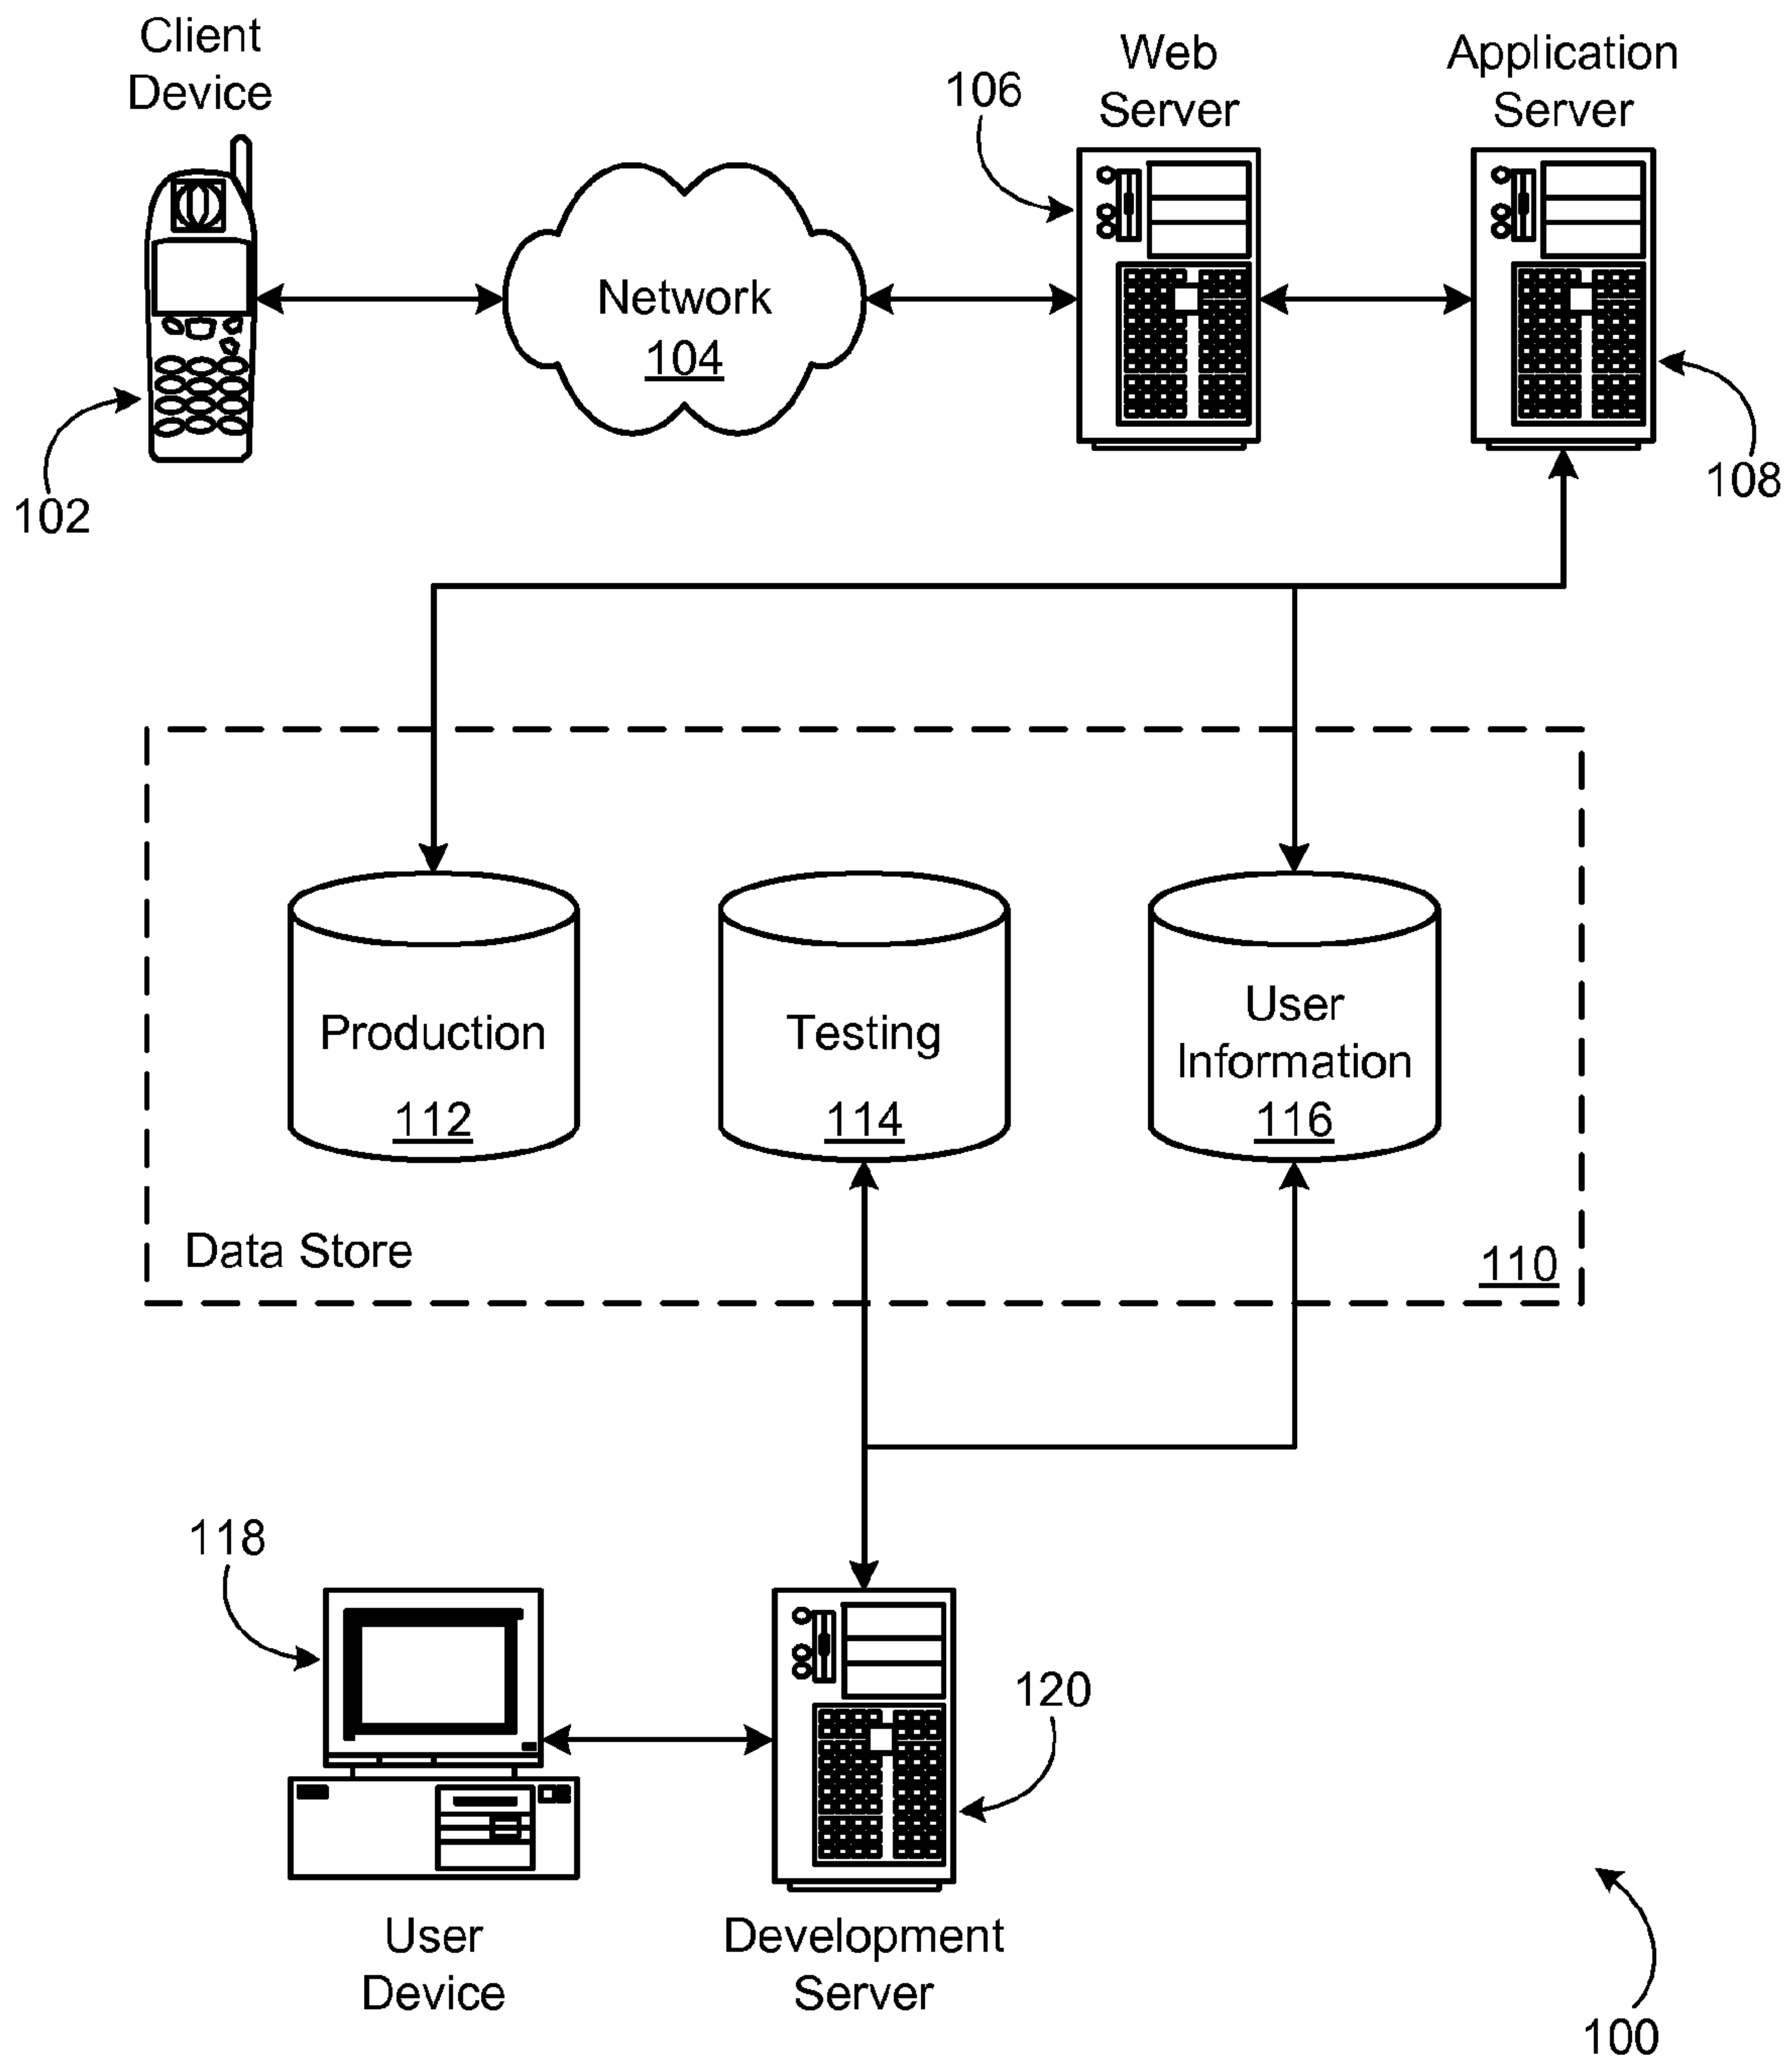 Client
Device
Web
Server
Application
Server
106
Network
104
102
108
Production
112
Testing
114
User
Information
116
Data Store
110
118
120
User
Device
Development
Server
100